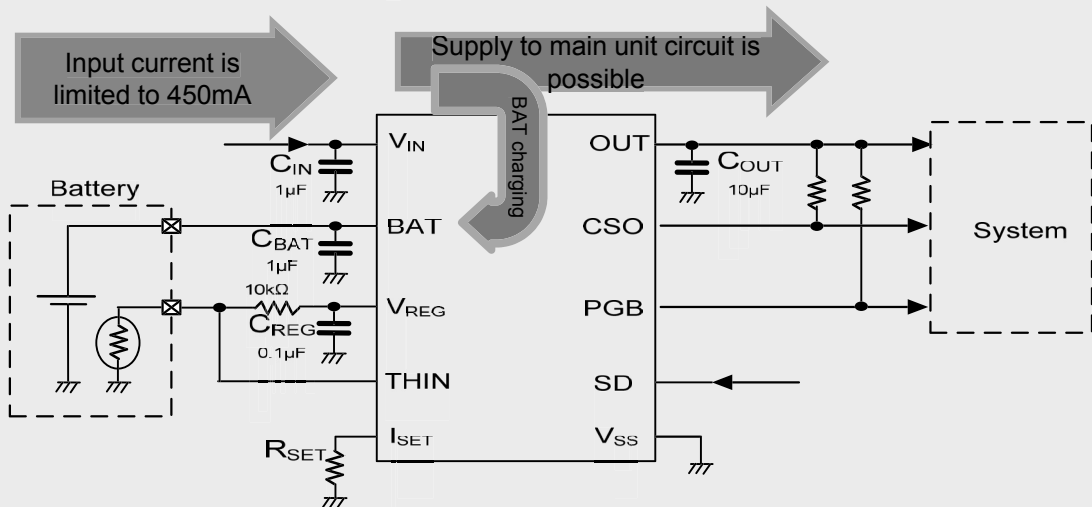 Input current is
limited to 450mA
Supply to main unit circuit is
possible
BAT charging
Battery
VIN
CIN
1µF
BAT
CBAT
1µF
10kΩ
VREG
CREG
0.1µF
THIN
ISET
RSET
OUT
COUT
10µF
CSO
PGB
SD
VSS
System